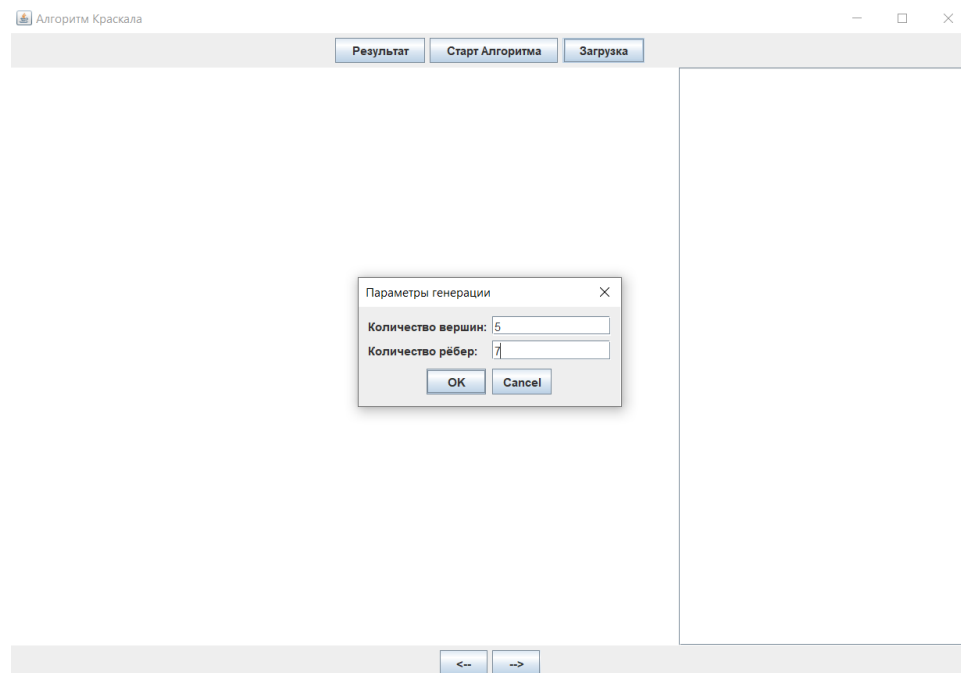 Алгоритм Краскала
Результат Старт Алгоритма Загрузка
Параметры генерации
Количество вершин: 5
Количество рёбер: 7
OK Cancel
<-- -->